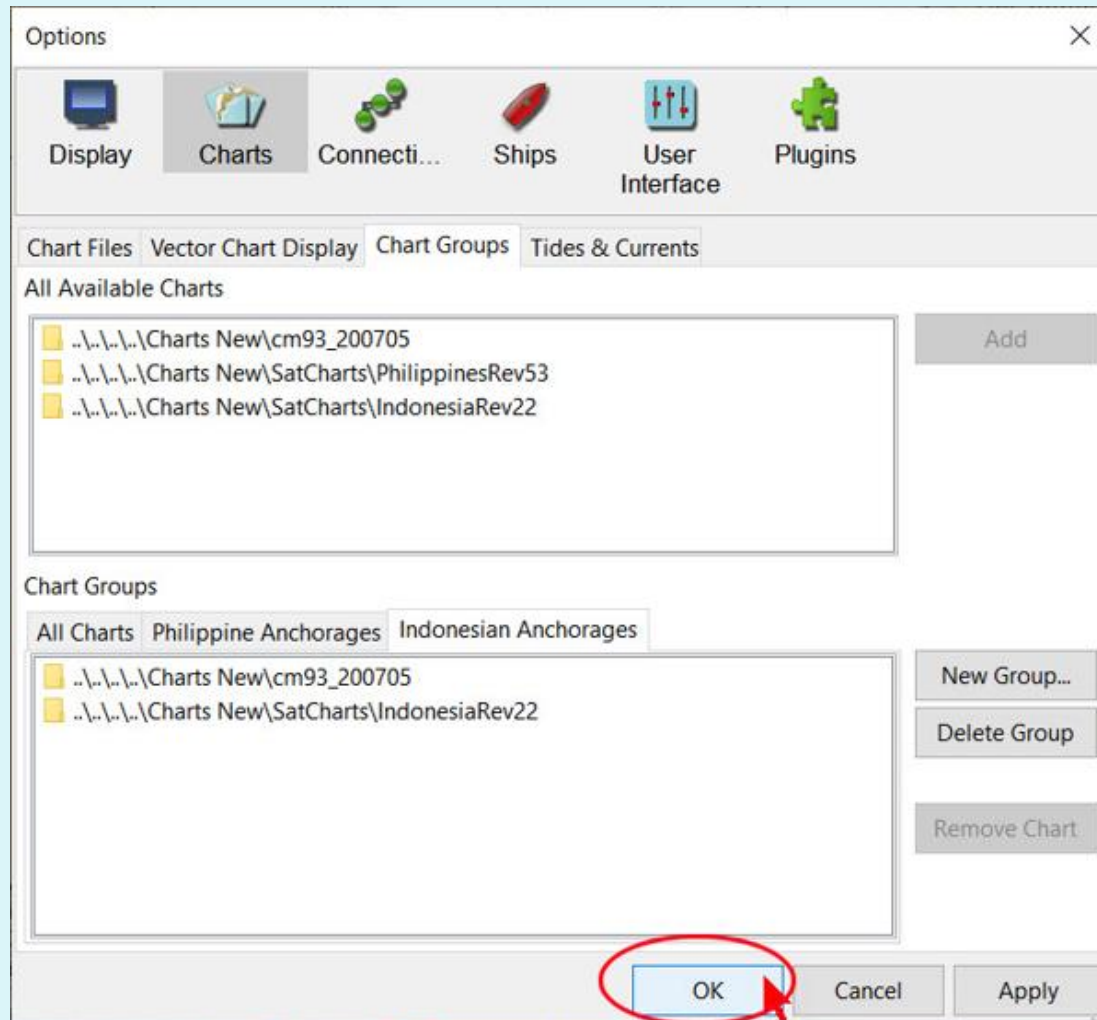 Options
Display Charts Connecti... Ships User Interface Plugins
Chart Files Vector Chart Display Chart Groups Tides & Currents
All Available Charts
..\..\..\..\Charts New\cm93_200705
..\..\..\..\Charts New\SatCharts\PhilippinesRev53
..\..\..\..\Charts New\SatCharts\IndonesiaRev22
Add
Chart Groups
All Charts Philippine Anchorages Indonesian Anchorages
..\..\..\..\Charts New\cm93_200705
..\..\..\..\Charts New\SatCharts\IndonesiaRev22
New Group...
Delete Group
Remove Chart
OK Cancel Apply